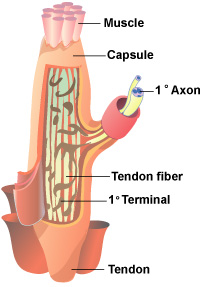 Muscle
Capsule
1° Axon
Tendon fiber
1° Terminal
Tendon